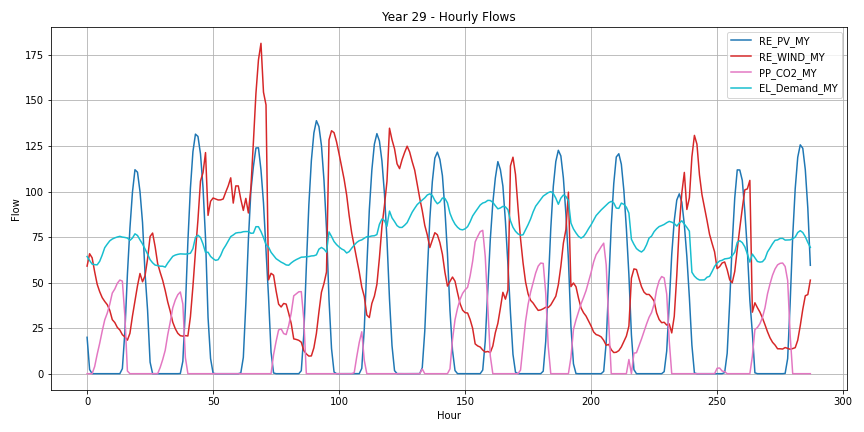 Year 29 - Hourly Flows
RE_PV_MY
RE_WIND_MY
PP_CO2_MY
EL_Demand_MY
175
150
125
100
75
50
25
0
Flow
0 50 100 150 200 250 300
Hour